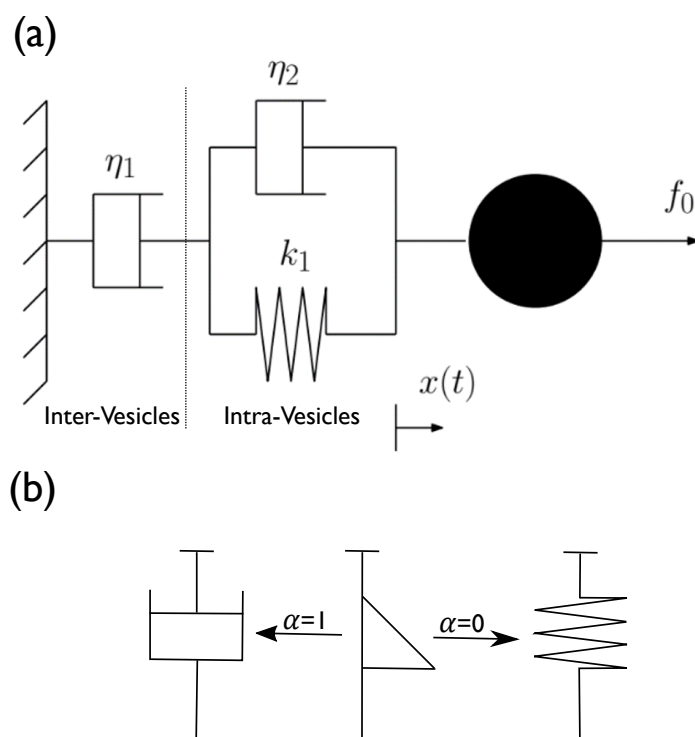 (a)
η₂
η₁
f₀
k₁
x(t)
Inter-Vesicles
Intra-Vesicles
(b)
α=1
α=0